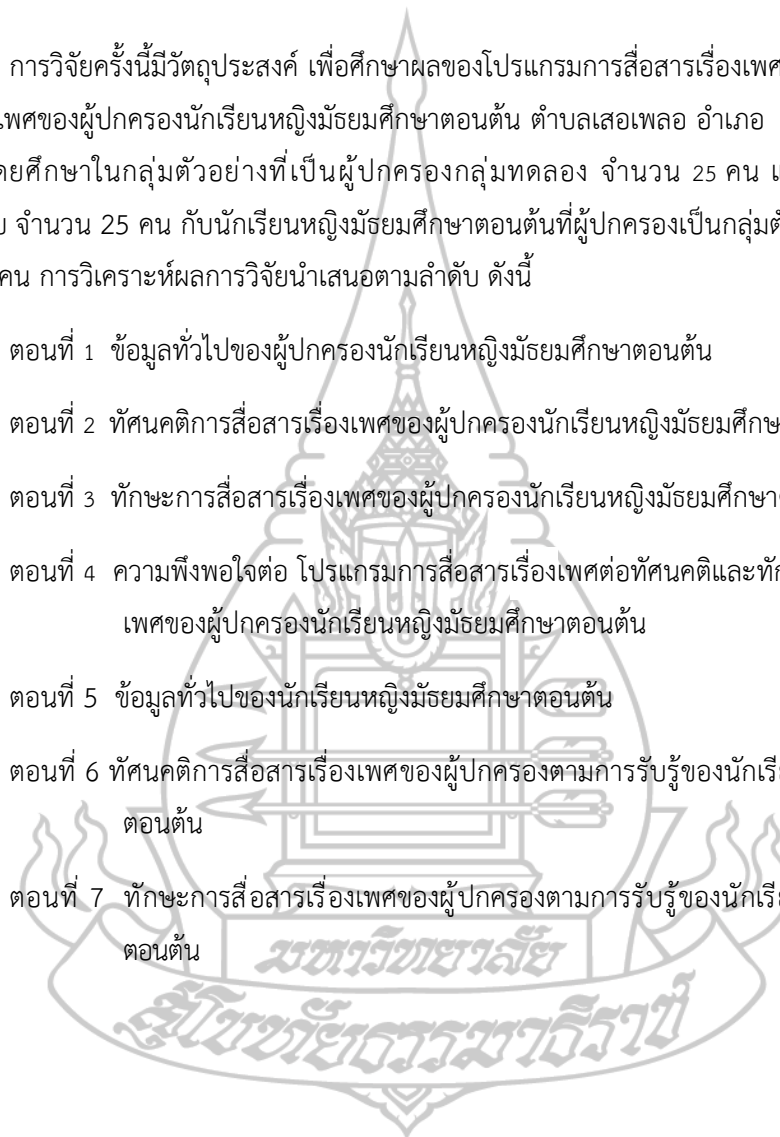 การวิจัยครั้งนี้มีวัตถุประสงค์ เพื่อศึกษาผลของโปรแกรมการสื่อสารเรื่องเพศ
เพศของผู้ปกครองนักเรียนหญิงมัธยมศึกษาตอนต้น ตำบลเสอเพลอ อำเภอ
ดยศึกษาในกลุ่มตัวอย่างที่เป็นผู้ปกครองกลุ่มทดลอง จำนวน 25 คน
จำนวน 25 คน กับนักเรียนหญิงมัธยมศึกษาตอนต้นที่ผู้ปกครองเป็นกลุ่ม
คน การวิเคราะห์ผลการวิจัยนำเสนอตามลำดับ ดังนี้
ตอนที่ 1 ข้อมูลทั่วไปของผู้ปกครองนักเรียนหญิงมัธยมศึกษาตอนต้น
ตอนที่ 2 ทัศนคติการสื่อสารเรื่องเพศของผู้ปกครองนักเรียนหญิงมัธยมศึกษ
ตอนที่ 3 ทักษะการสื่อสารเรื่องเพศของผู้ปกครองนักเรียนหญิงมัธยมศึกษา
ตอนที่ 4 ความพึงพอใจต่อ โปรแกรมการสื่อสารเรื่องเพศต่อทัศนคติและทัก
เพศของผู้ปกครองนักเรียนหญิงมัธยมศึกษาตอนต้น
ตอนที่ 5 ข้อมูลทั่วไปของนักเรียนหญิงมัธยมศึกษาตอนต้น
ตอนที่ 6 ทัศนคติการสื่อสารเรื่องเพศของผู้ปกครองตามการรับรู้ของนักเรี
ตอนต้น
ตอนที่ 7 ทักษะการสื่อสารเรื่องเพศของผู้ปกครองตามการรับรู้ของนักเรี
ตอนต้น
มหาวิทยาลัย
สุโขทัยธรรมาธิราช